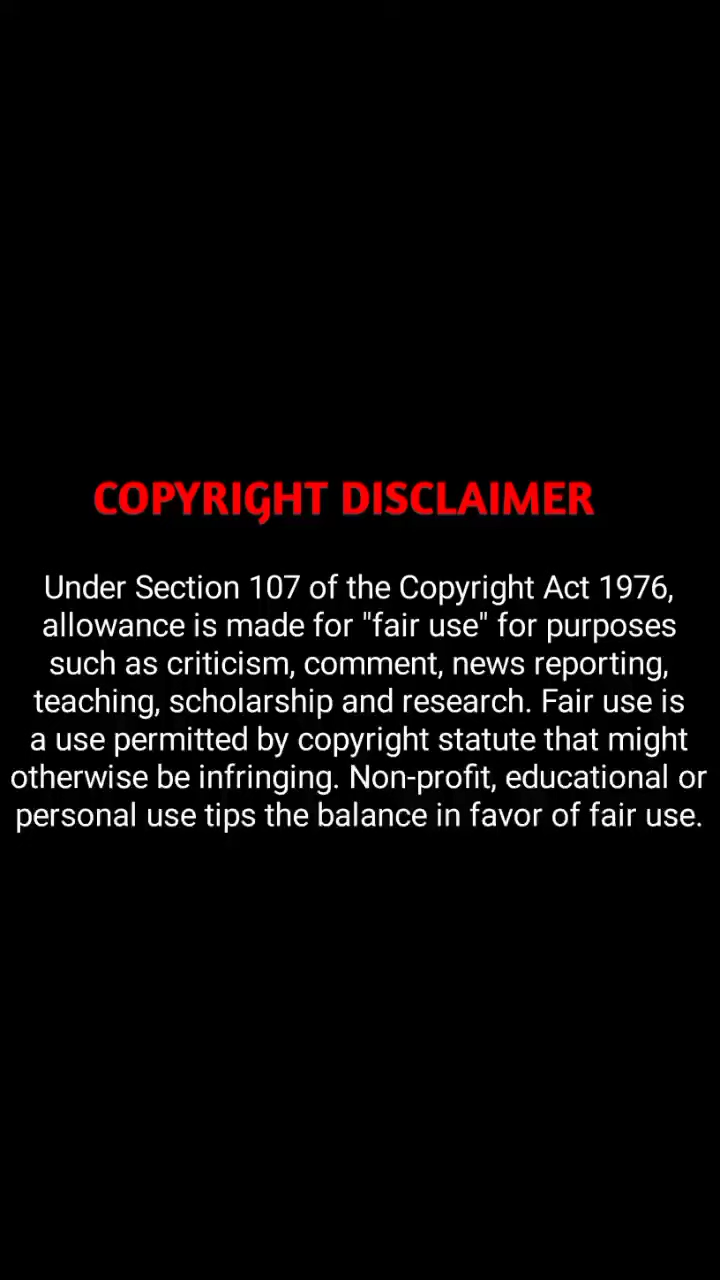 COPYRIGHT DISCLAIMER
Under Section 107 of the Copyright Act 1976,
allowance is made for "fair use" for purposes
such as criticism, comment, news reporting,
teaching, scholarship and research. Fair use is
a use permitted by copyright statute that might
otherwise be infringing. Non-profit, educational or
personal use tips the balance in favor of fair use.